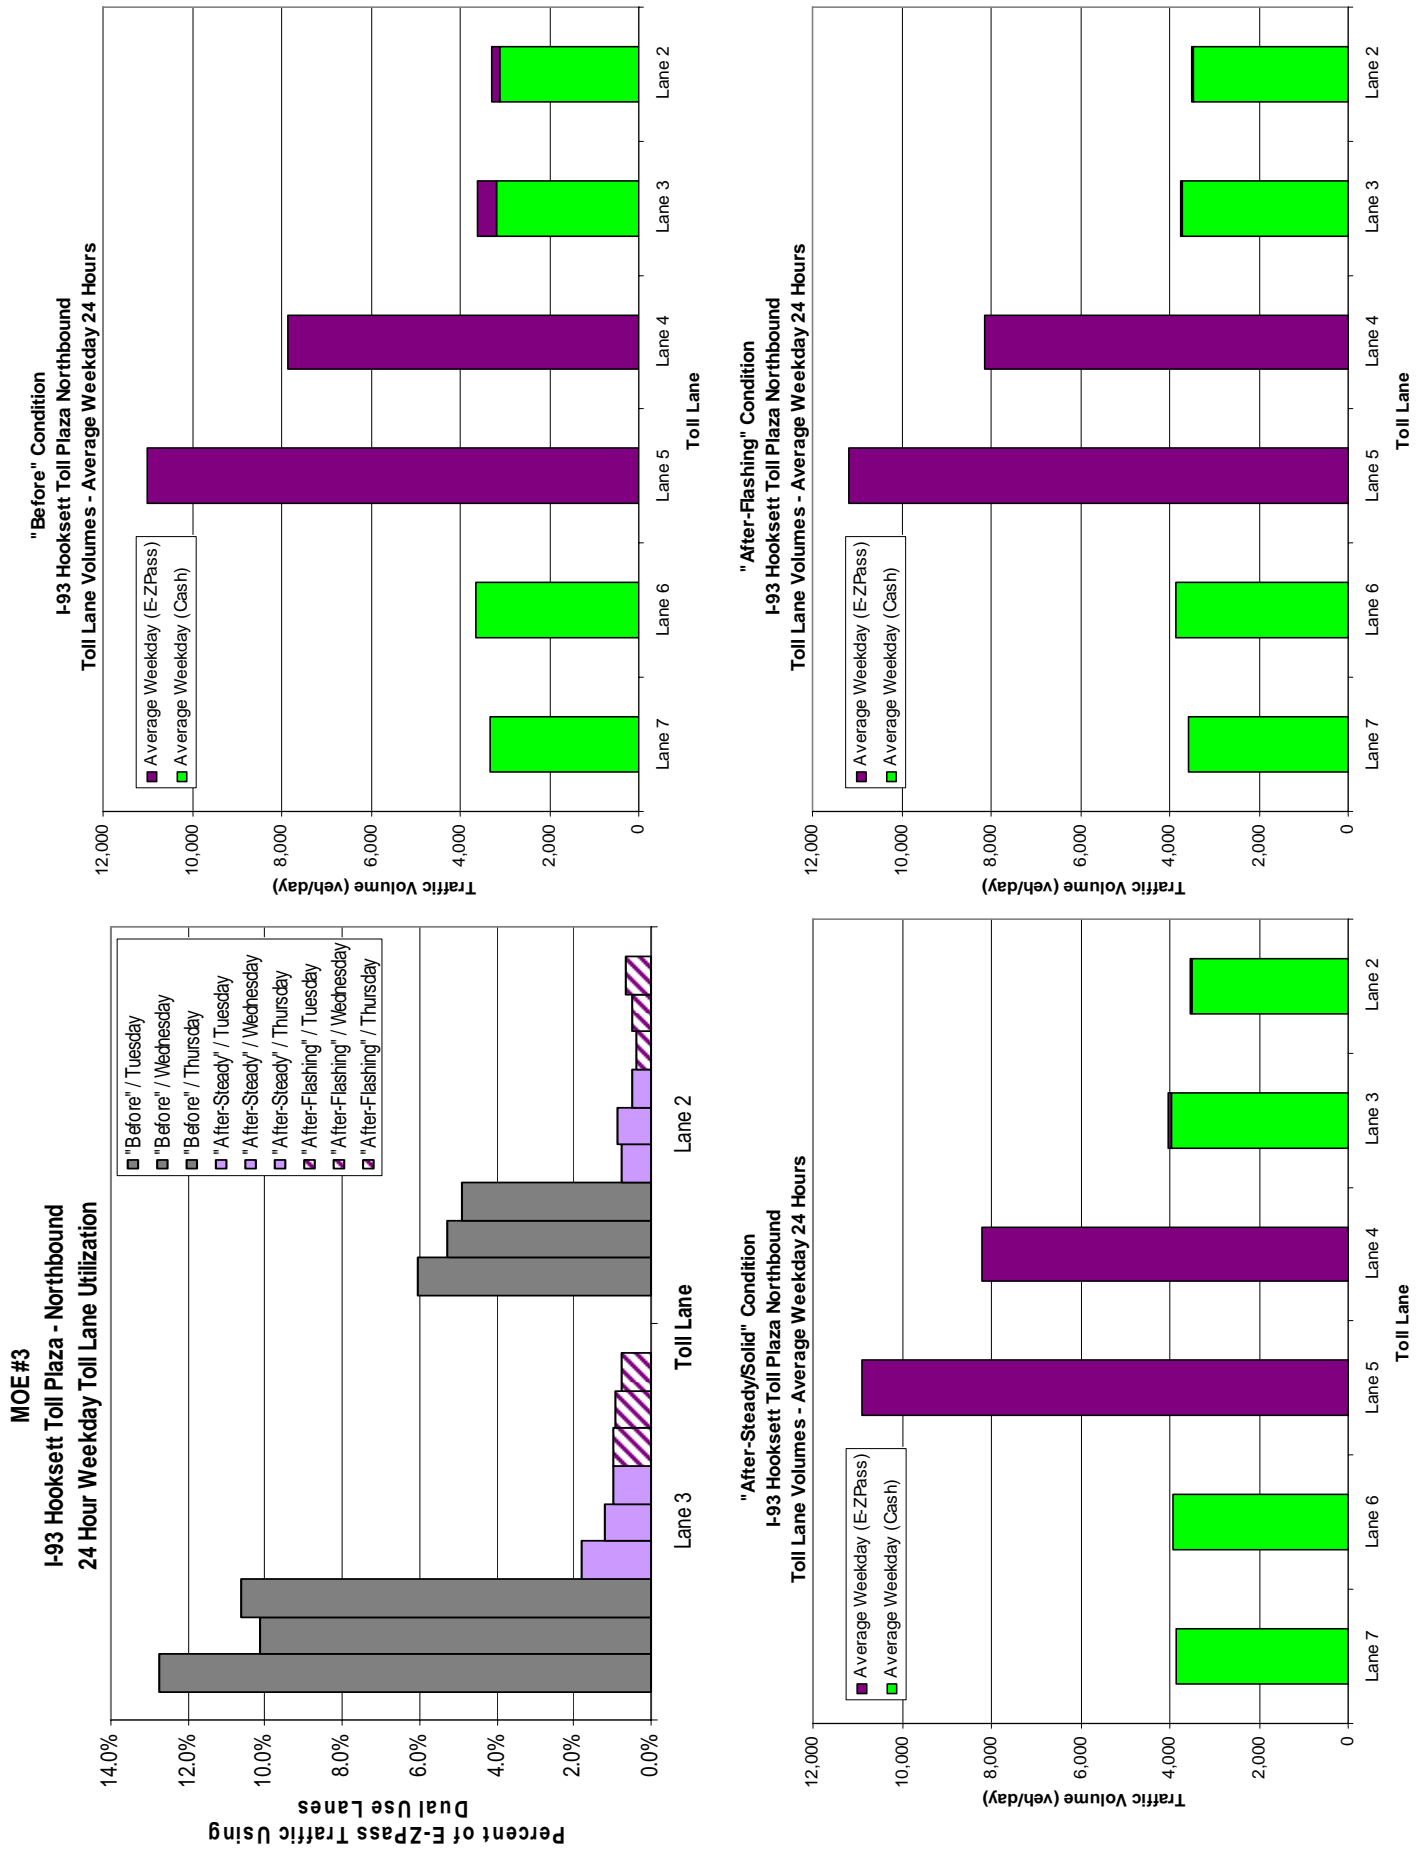 MOE#3
I-93 Hooksett Toll Plaza - Northbound
24 Hour Weekday Toll Lane Utilization
Percent of E-ZPass Traffic Using
Dual Use Lanes
14.0%
12.0%
10.0%
8.0%
6.0%
4.0%
2.0%
0.0%
"Before" / Tuesday
"Before" / Wednesday
"Before" / Thursday
"After-Steady" / Tuesday
"After-Steady" / Wednesday
"After-Steady" / Thursday
"After-Flashing" / Tuesday
"After-Flashing" / Wednesday
"After-Flashing" / Thursday
Lane 3
Lane 2
Toll Lane
"Before" Condition
I-93 Hooksett Toll Plaza Northbound
Toll Lane Volumes - Average Weekday 24 Hours
Traffic Volume (veh/day)
12,000
10,000
8,000
6,000
4,000
2,000
0
Average Weekday (E-ZPass)
Average Weekday (Cash)
Lane 7
Lane 6
Lane 5
Lane 4
Lane 3
Lane 2
Toll Lane
"After-Steady/Solid" Condition
I-93 Hooksett Toll Plaza Northbound
Toll Lane Volumes - Average Weekday 24 Hours
Traffic Volume (veh/day)
12,000
10,000
8,000
6,000
4,000
2,000
0
Average Weekday (E-ZPass)
Average Weekday (Cash)
Lane 7
Lane 6
Lane 5
Lane 4
Lane 3
Lane 2
Toll Lane
"After-Flashing" Condition
I-93 Hooksett Toll Plaza Northbound
Toll Lane Volumes - Average Weekday 24 Hours
Traffic Volume (veh/day)
12,000
10,000
8,000
6,000
4,000
2,000
0
Average Weekday (E-ZPass)
Average Weekday (Cash)
Lane 7
Lane 6
Lane 5
Lane 4
Lane 3
Lane 2
Toll Lane